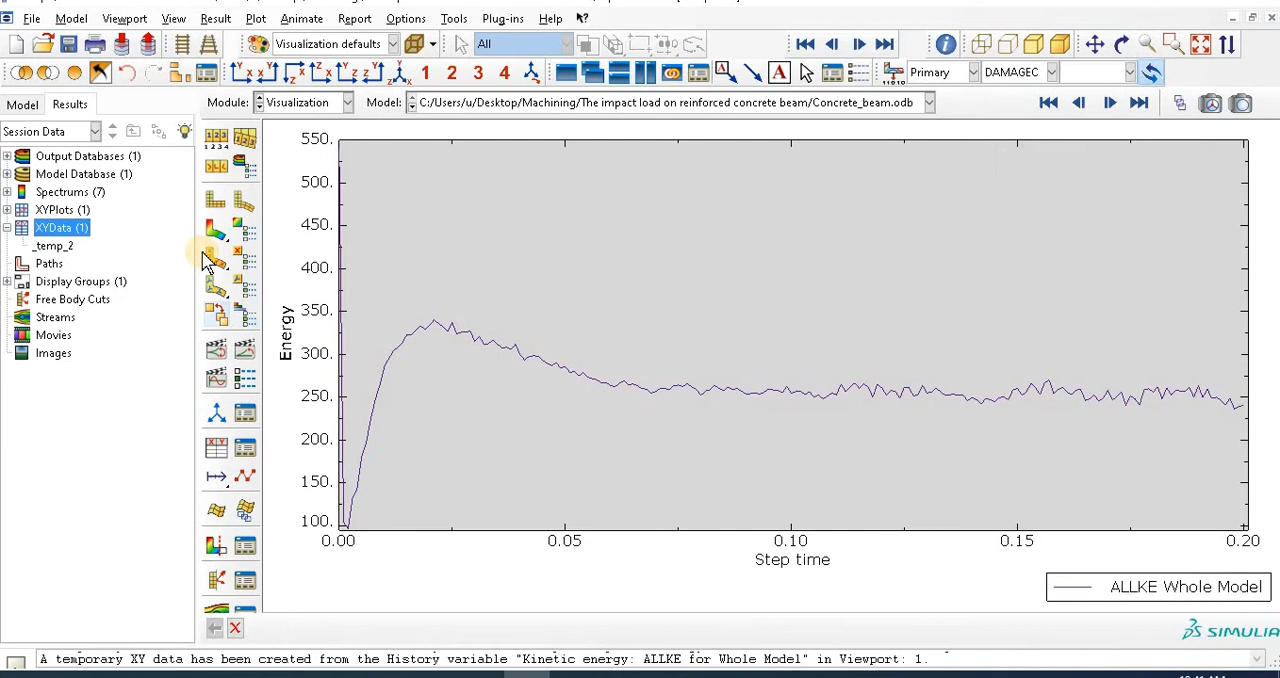 File Model Viewport View Result Plot Animate Report Options Tools Plug-ins Help
Visualization defaults All
1 2 3 4 Primary DAMAGEC
Model Results Module: Visualization Model: C:/Users/u/Desktop/Machining/The impact load on reinforced concrete beam/Concrete_beam.odb
Session Data
Output Databases (1)
Model Database (1)
Spectrums (7)
XYPlots (1)
XYData (1)
_temp_2
Paths
Display Groups (1)
Free Body Cuts
Streams
Movies
Images
550.
500.
450.
400.
350.
300.
250.
200.
150.
100.
Energy
0.00 0.05 0.10 0.15 0.20
Step time
ALLKE Whole Model
SIMULIA
A temporary XY data has been created from the History variable "Kinetic energy: ALLKE for Whole Model" in Viewport: 1.